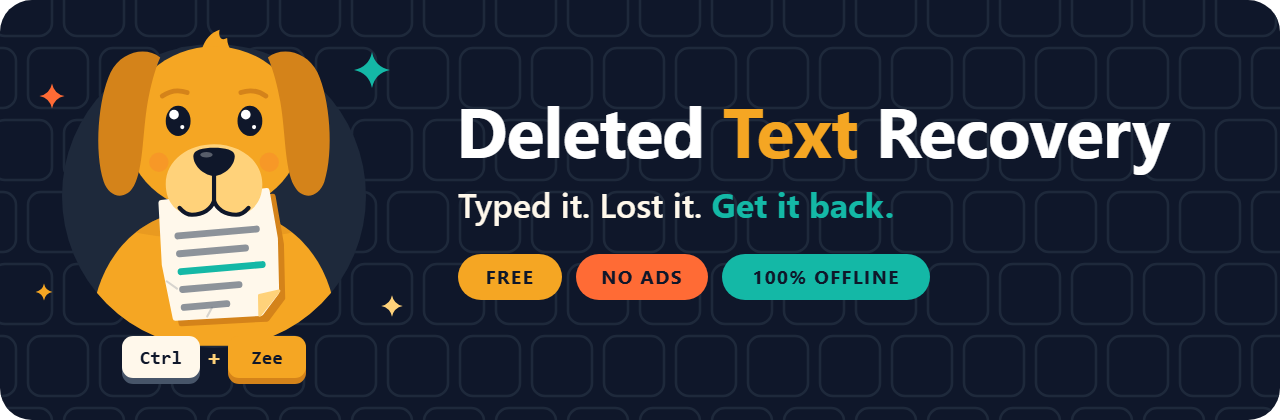 Deleted Text Recovery
Typed it. Lost it. Get it back.
FREE NO ADS 100% OFFLINE
Ctrl + Zee